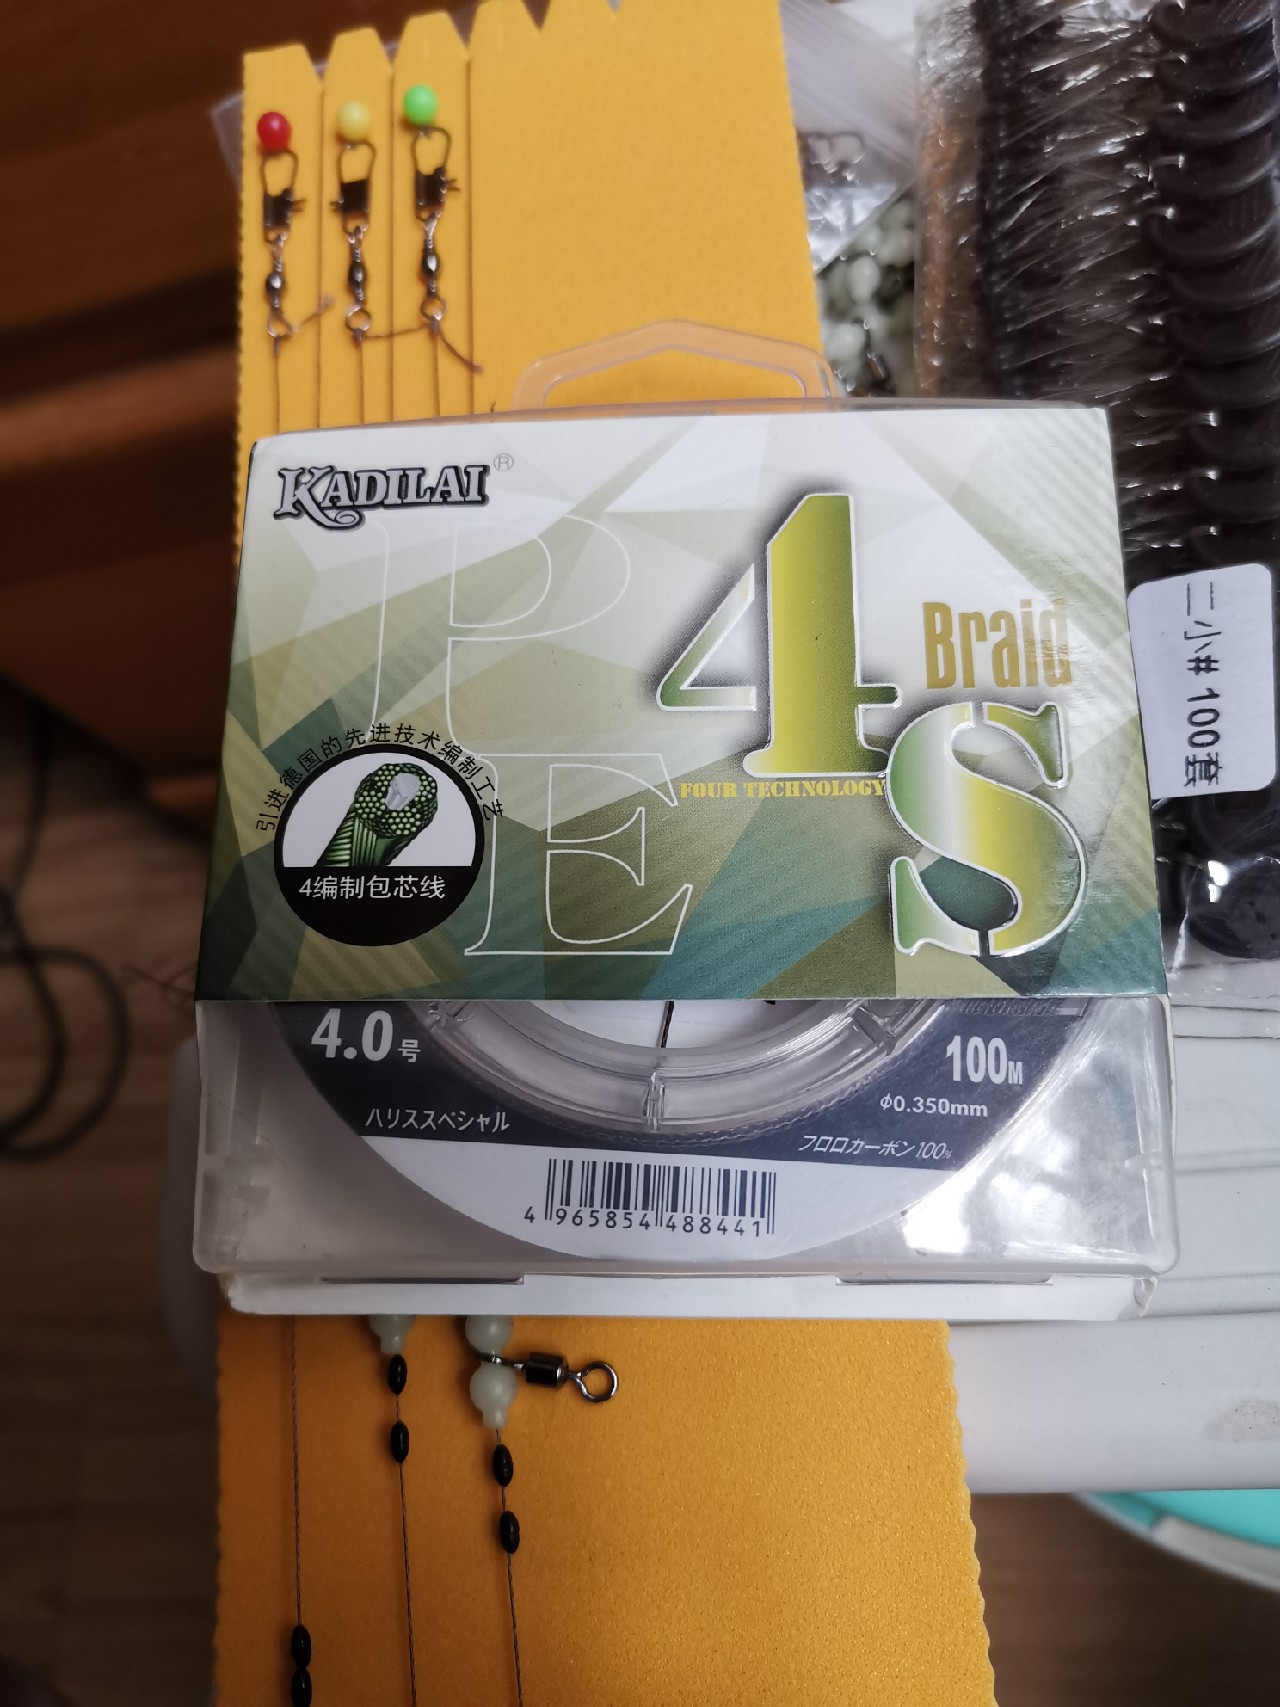 KADILAI®
PE
4S
Braid
FOUR TECHNOLOGY
引进德国的先进技术编制工艺
4编制包芯线
4.0号
100M
φ0.350mm
ハリススペシャル
フロロカーボン100%
4 965854 488441
二小# 100套